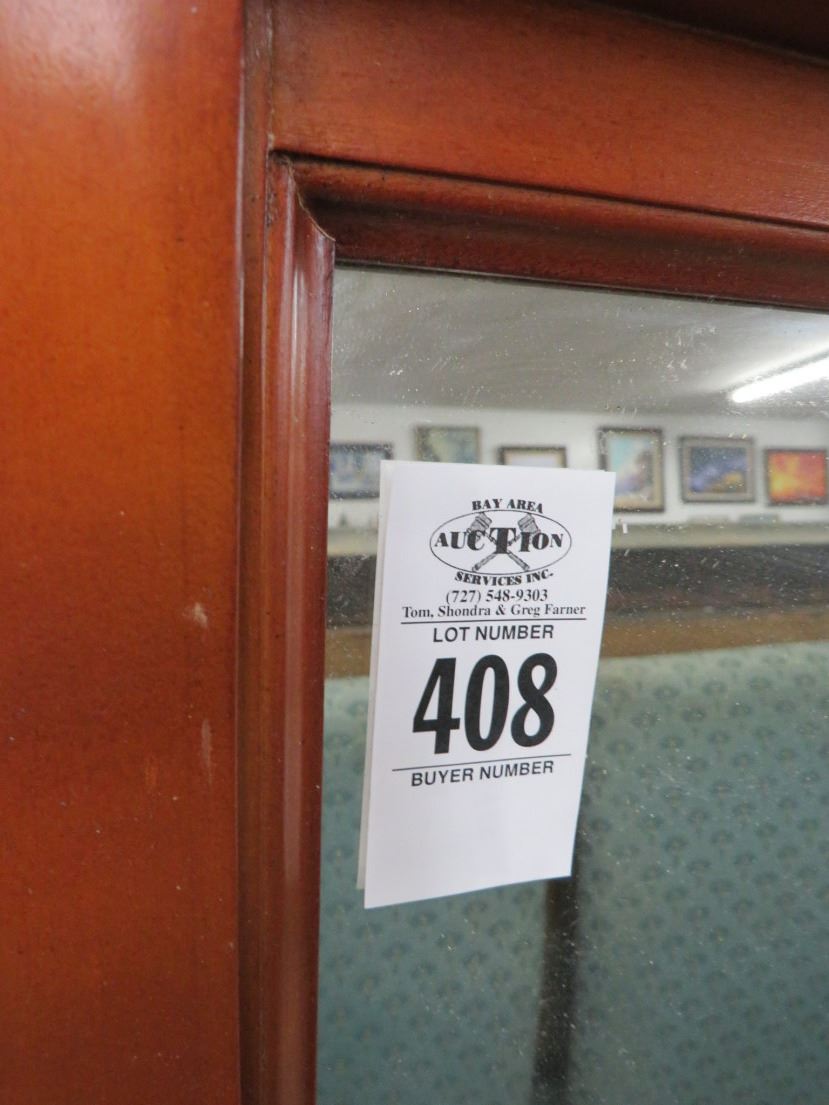 BAY AREA
AUCTION
SERVICES INC.
(727) 548-9303
Tom, Shondra & Greg Farner
LOT NUMBER
408
BUYER NUMBER